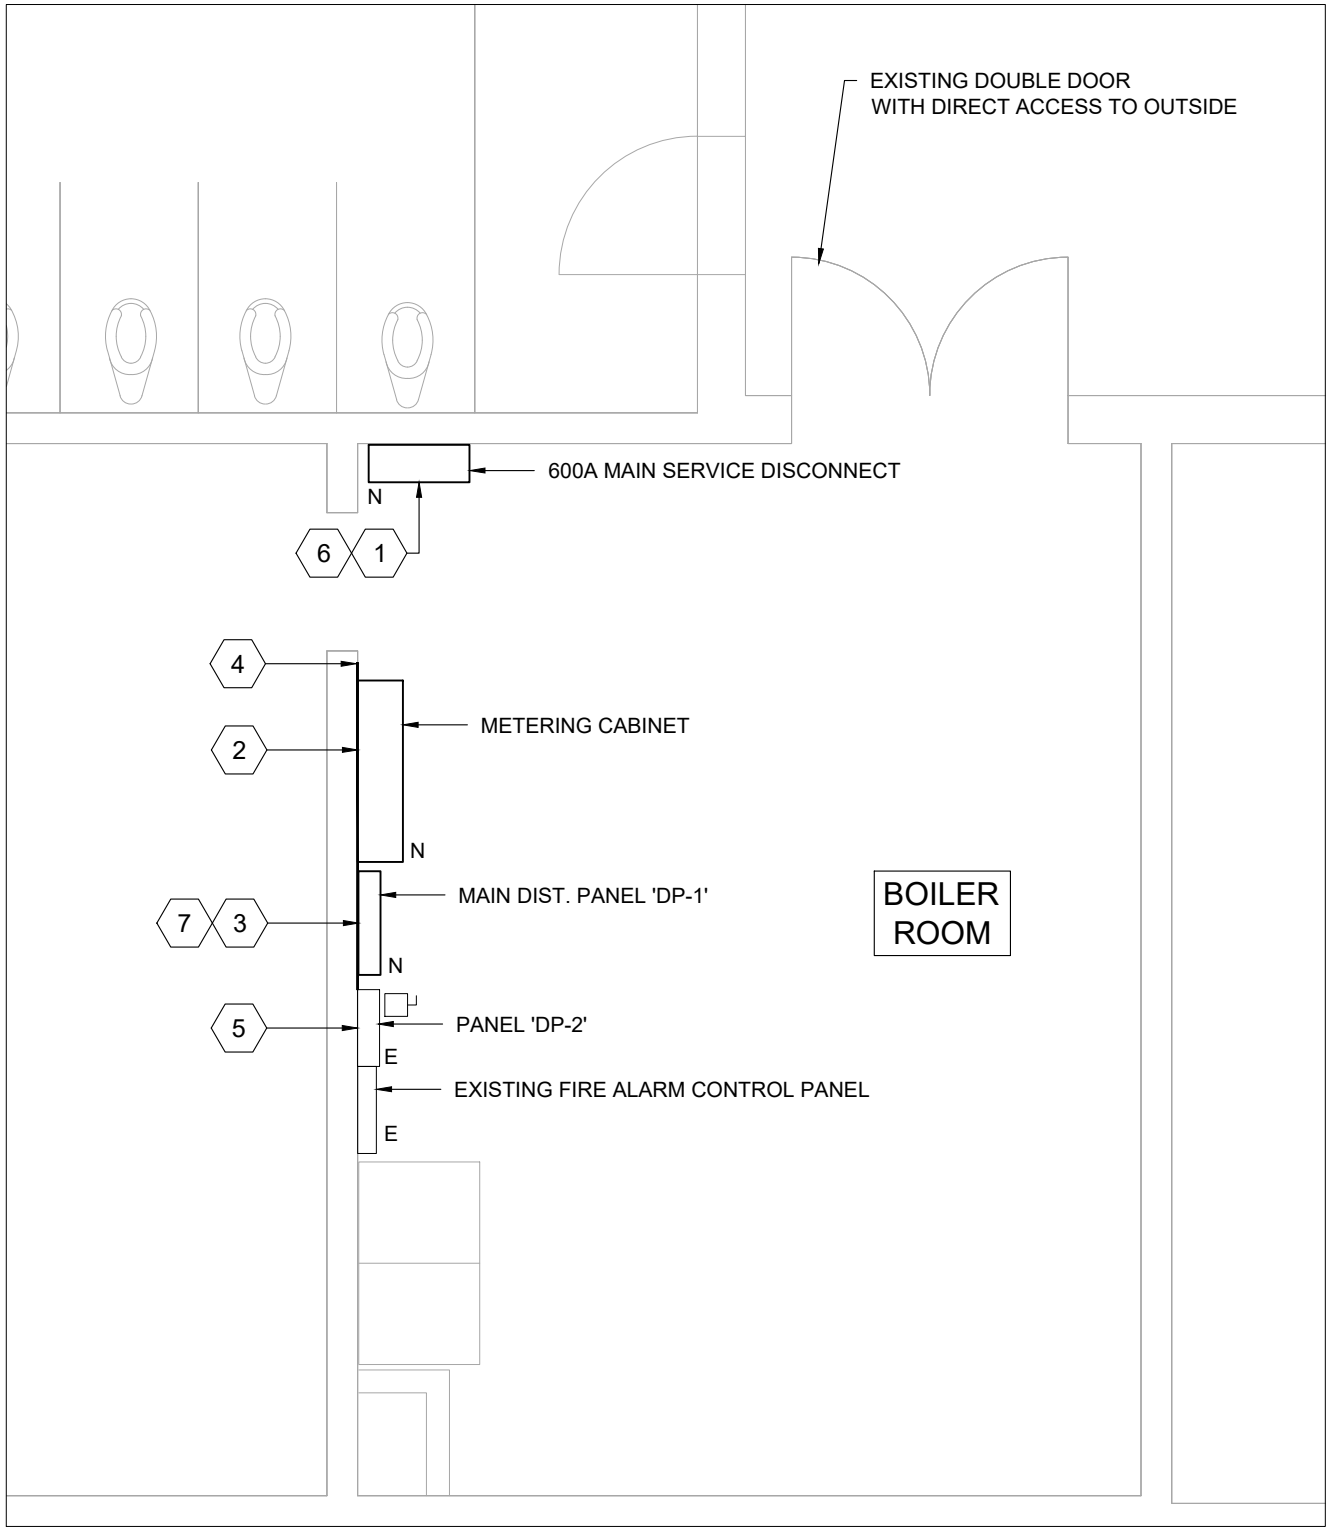 EXISTING DOUBLE DOOR
WITH DIRECT ACCESS TO OUTSIDE
600A MAIN SERVICE DISCONNECT
N
6 1
4
METERING CABINET
2
N
MAIN DIST. PANEL 'DP-1'
7 3
BOILER
ROOM
N
PANEL 'DP-2'
5
E
EXISTING FIRE ALARM CONTROL PANEL
E